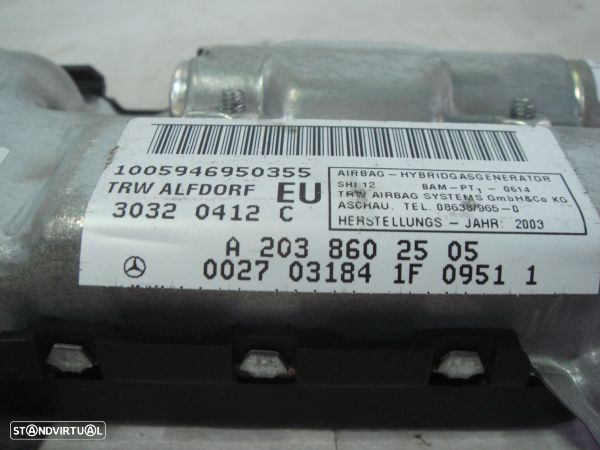 1005946950355
TRW ALFDORF EU
3032 0412 C
AIRBAG - HYBRIDGASGENERATOR
SHI 12 BAM-PT1 - 0614
TRW AIRBAG SYSTEMS GmbH&Co KG
ASCHAU. TEL. 08638/965-0
HERSTELLUNGS - JAHR: 2003
A 203 860 25 05
0027 03184 1F 0951 1
STANDVIRTUAL